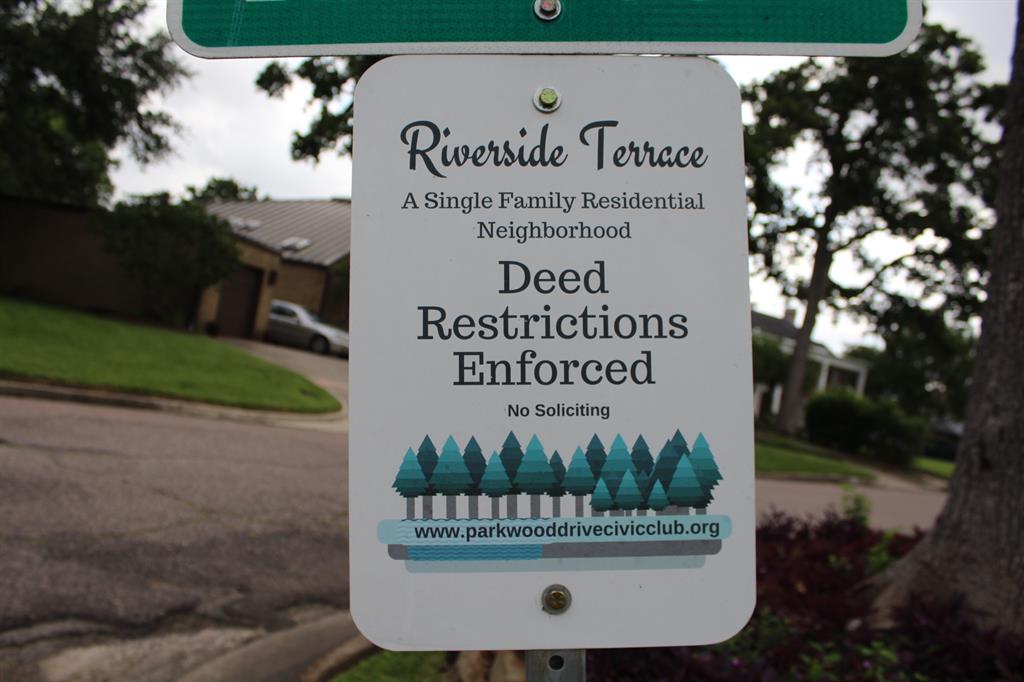 Riverside Terrace
A Single Family Residential
Neighborhood
Deed
Restrictions
Enforced
No Soliciting
www.parkwooddrivecivicclub.org